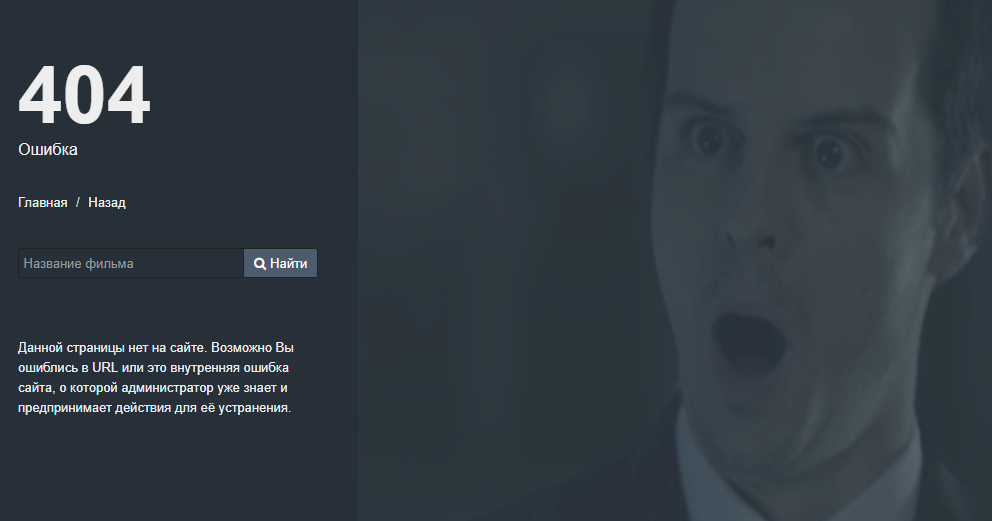 404
Ошибка
Главная / Назад
Название фильма
Найти
Данной страницы нет на сайте. Возможно Вы
ошиблись в URL или это внутренняя ошибка
сайта, о которой администратор уже знает и
предпринимает действия для её устранения.